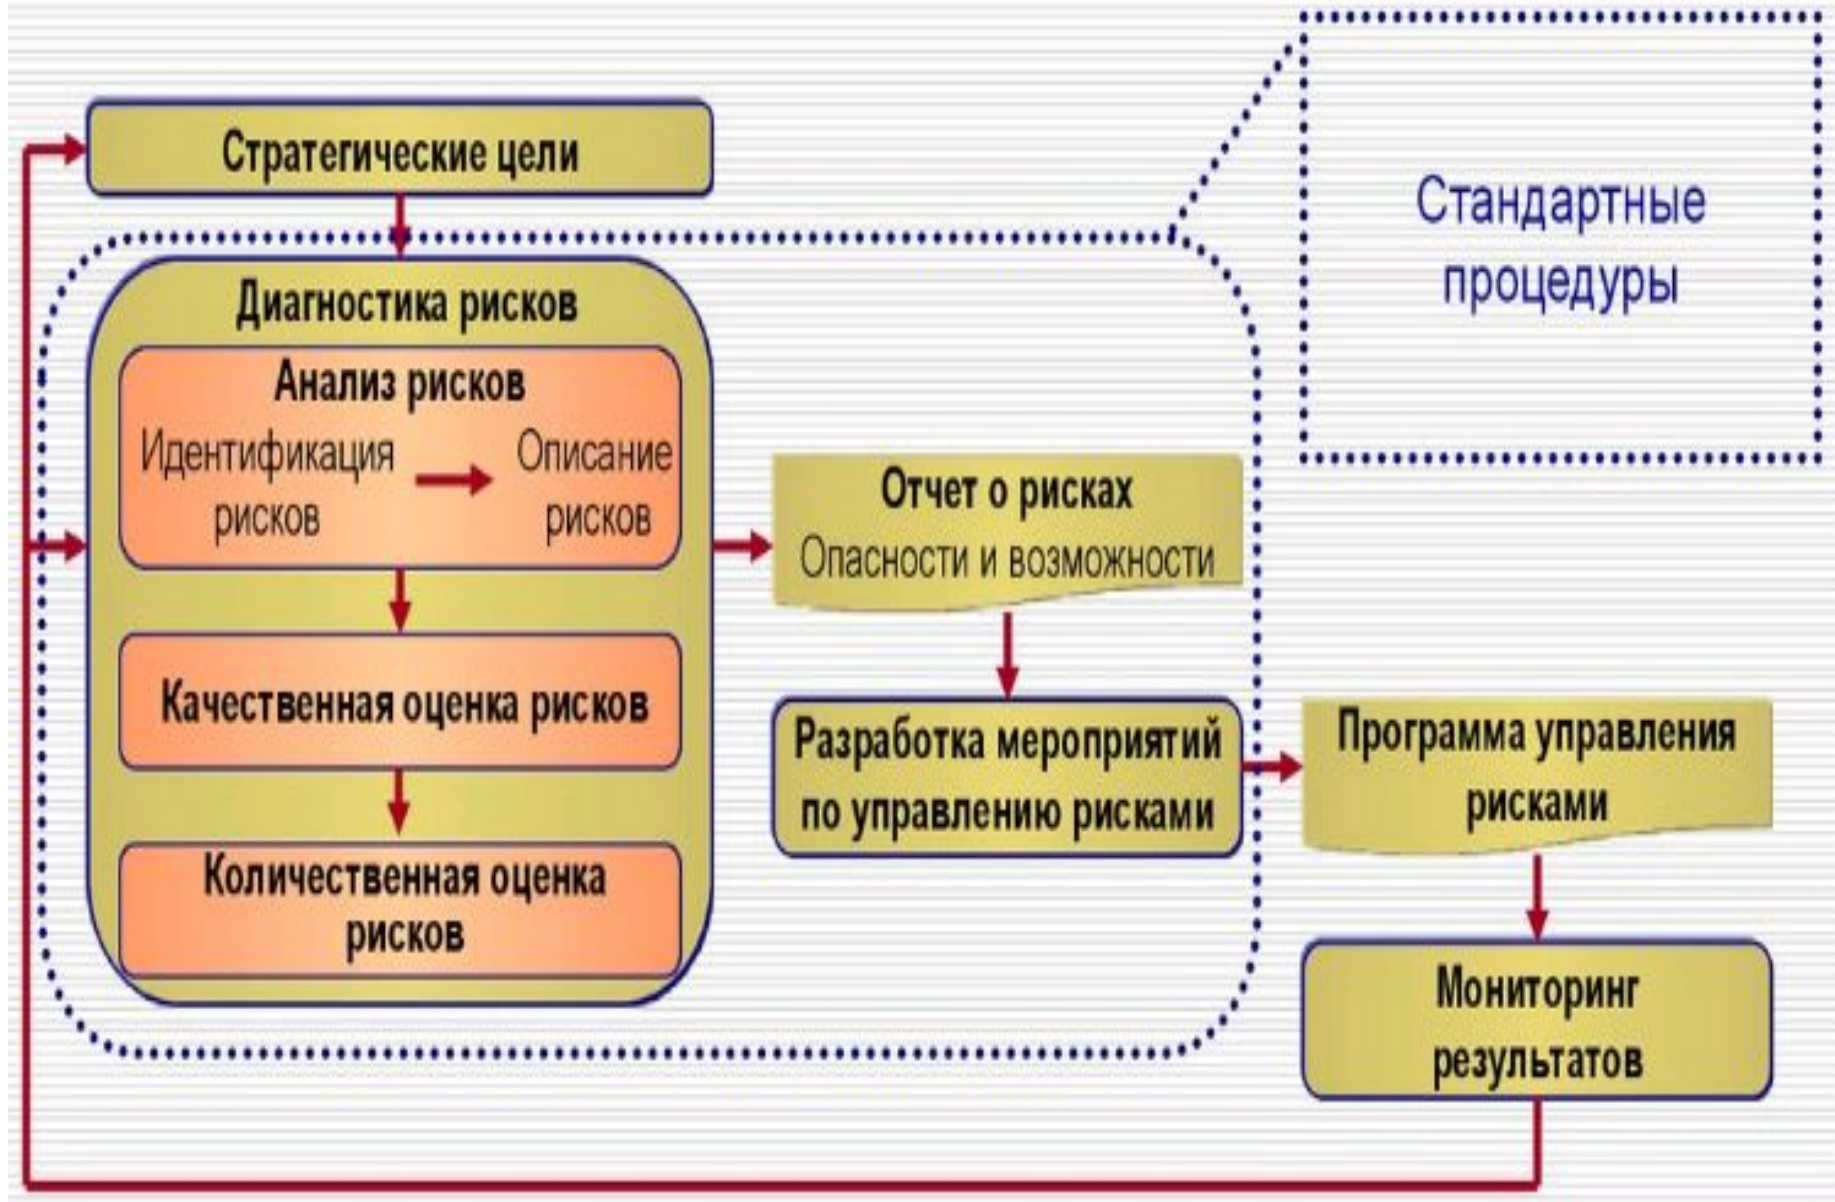 Стратегические цели
Стандартные
процедуры
Диагностика рисков
Анализ рисков
Идентификация
рисков
Описание
рисков
Качественная оценка рисков
Количественная оценка
рисков
Отчет о рисках
Опасности и возможности
Разработка мероприятий
по управлению рисками
Программа управления
рисками
Мониторинг
результатов